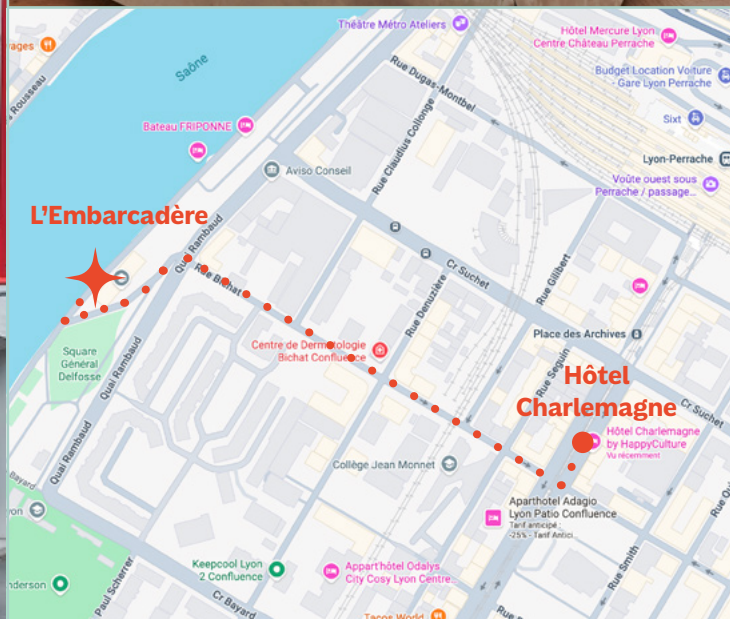 Théâtre Métro Ateliers
Hôtel Mercure Lyon
Centre Château Perrache
ages
Rousseau
Saône
Rue Dugas-Montbel
Budget Location Voiture
- Gare Lyon Perrache
Bateau FRIPONNE
Rue Claudius Collonge
Sixt
Lyon-Perrache
Aviso Conseil
Voûte ouest sous
Perrache / passage...
L'Embarcadère
Quai Rambaud
Rue Bichat
Cr Suchet
Rue Gilibert
Rue Denuzière
Centre de Dermatologie
Bichat Confluence
Place des Archives
Square
Général
Delfosse
Quai Rambaud
Rue Seguin
Hôtel
Charlemagne
Cr Suchet
Hôtel Charlemagne
by HappyCulture
Vu récemment
Quai Rambaud
Collège Jean Monnet
Bayard
yon
Aparthotel Adagio
Lyon Patio Confluence
Tarif anticipé :
-25% - Tarif Antici...
Keepcool Lyon
2 Confluence
Appart'hôtel Odalys
City Cosy Lyon Centre...
Rue Smith
nderson
Paul Scherrer
Cr Bayard
Tacos World